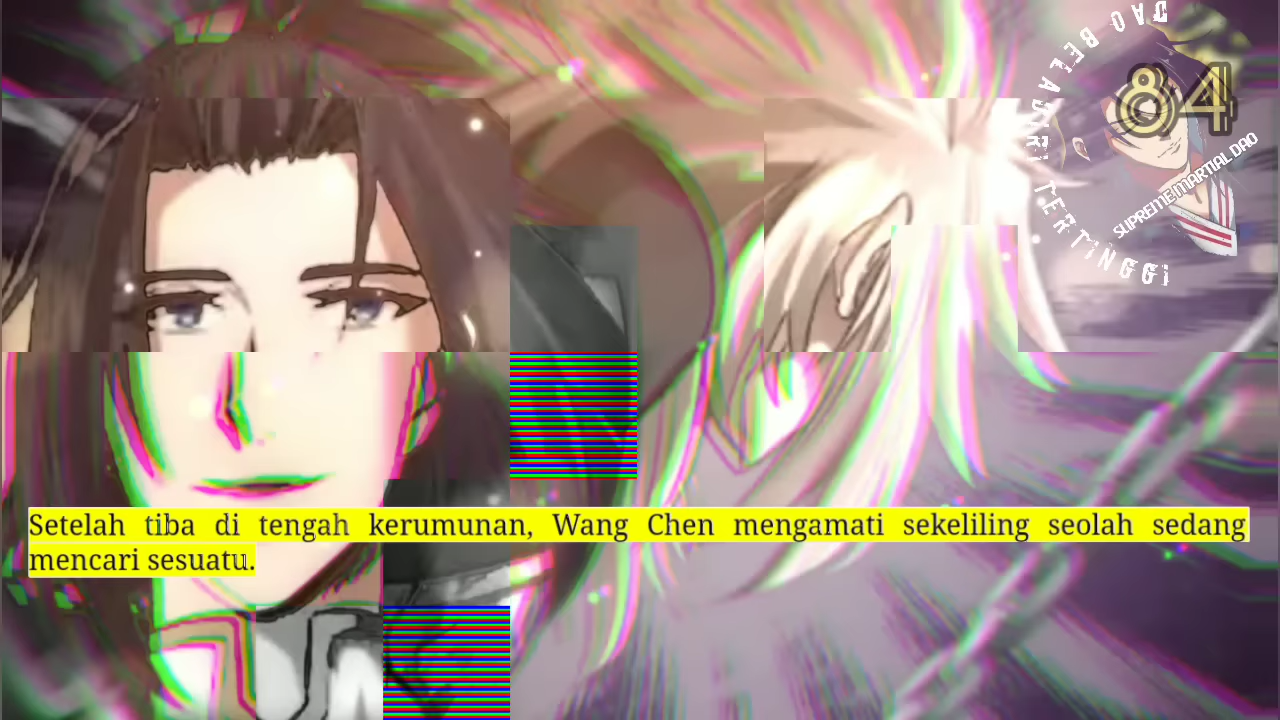 DAO BELADIRI TERTINGGI
84
SUPREME MARTIAL DAO
Setelah tiba di tengah kerumunan, Wang Chen mengamati sekeliling seolah sedang
mencari sesuatu.